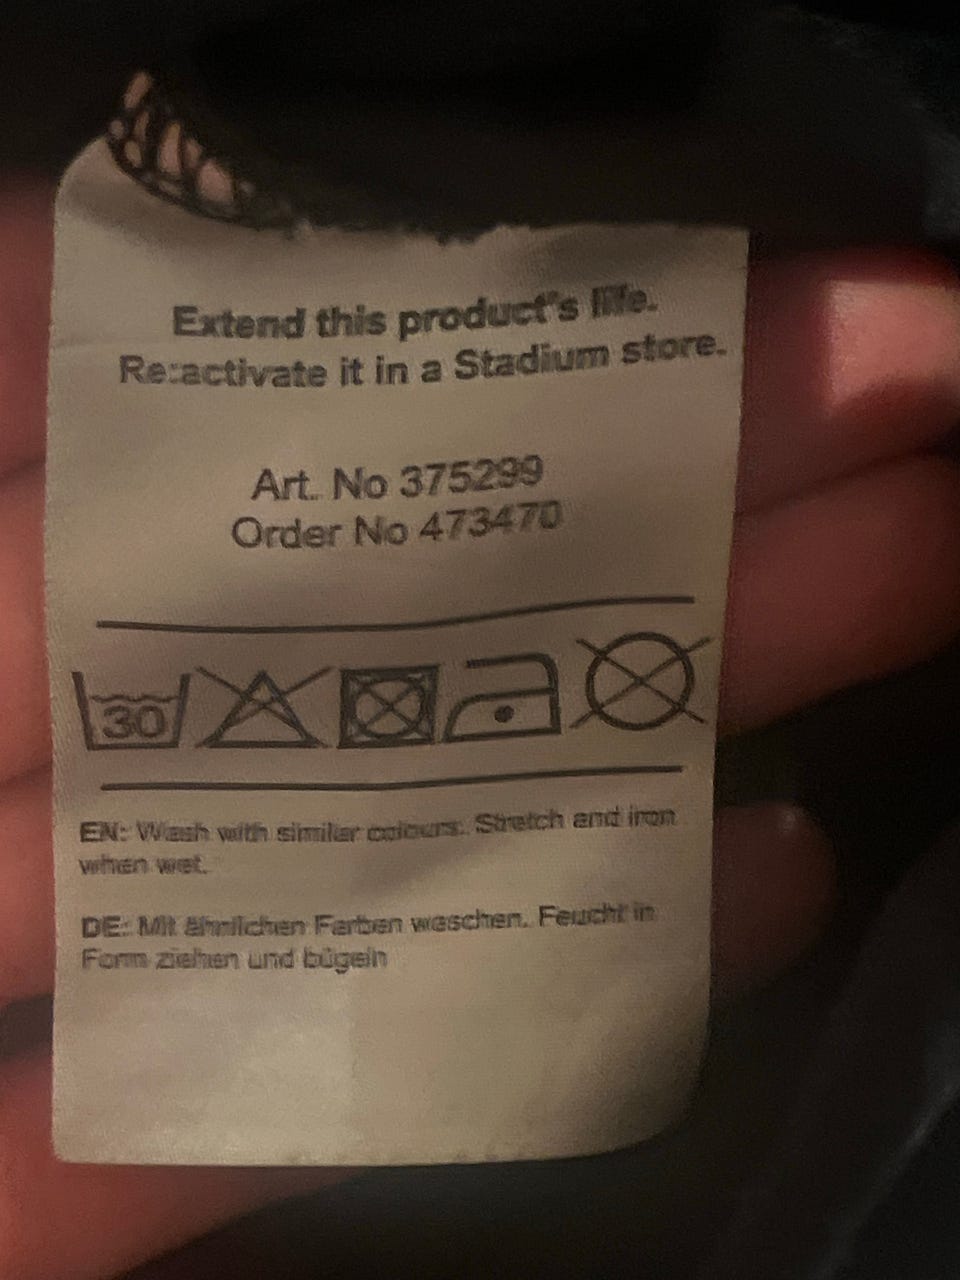 Extend this product's life.
Re:activate it in a Stadium store.
Art. No 375299
Order No 473470
30
EN: Wash with similar colours. Stretch and iron
when wet.
DE: Mit ähnlichen Farben waschen. Feucht in
Form ziehen und bügeln